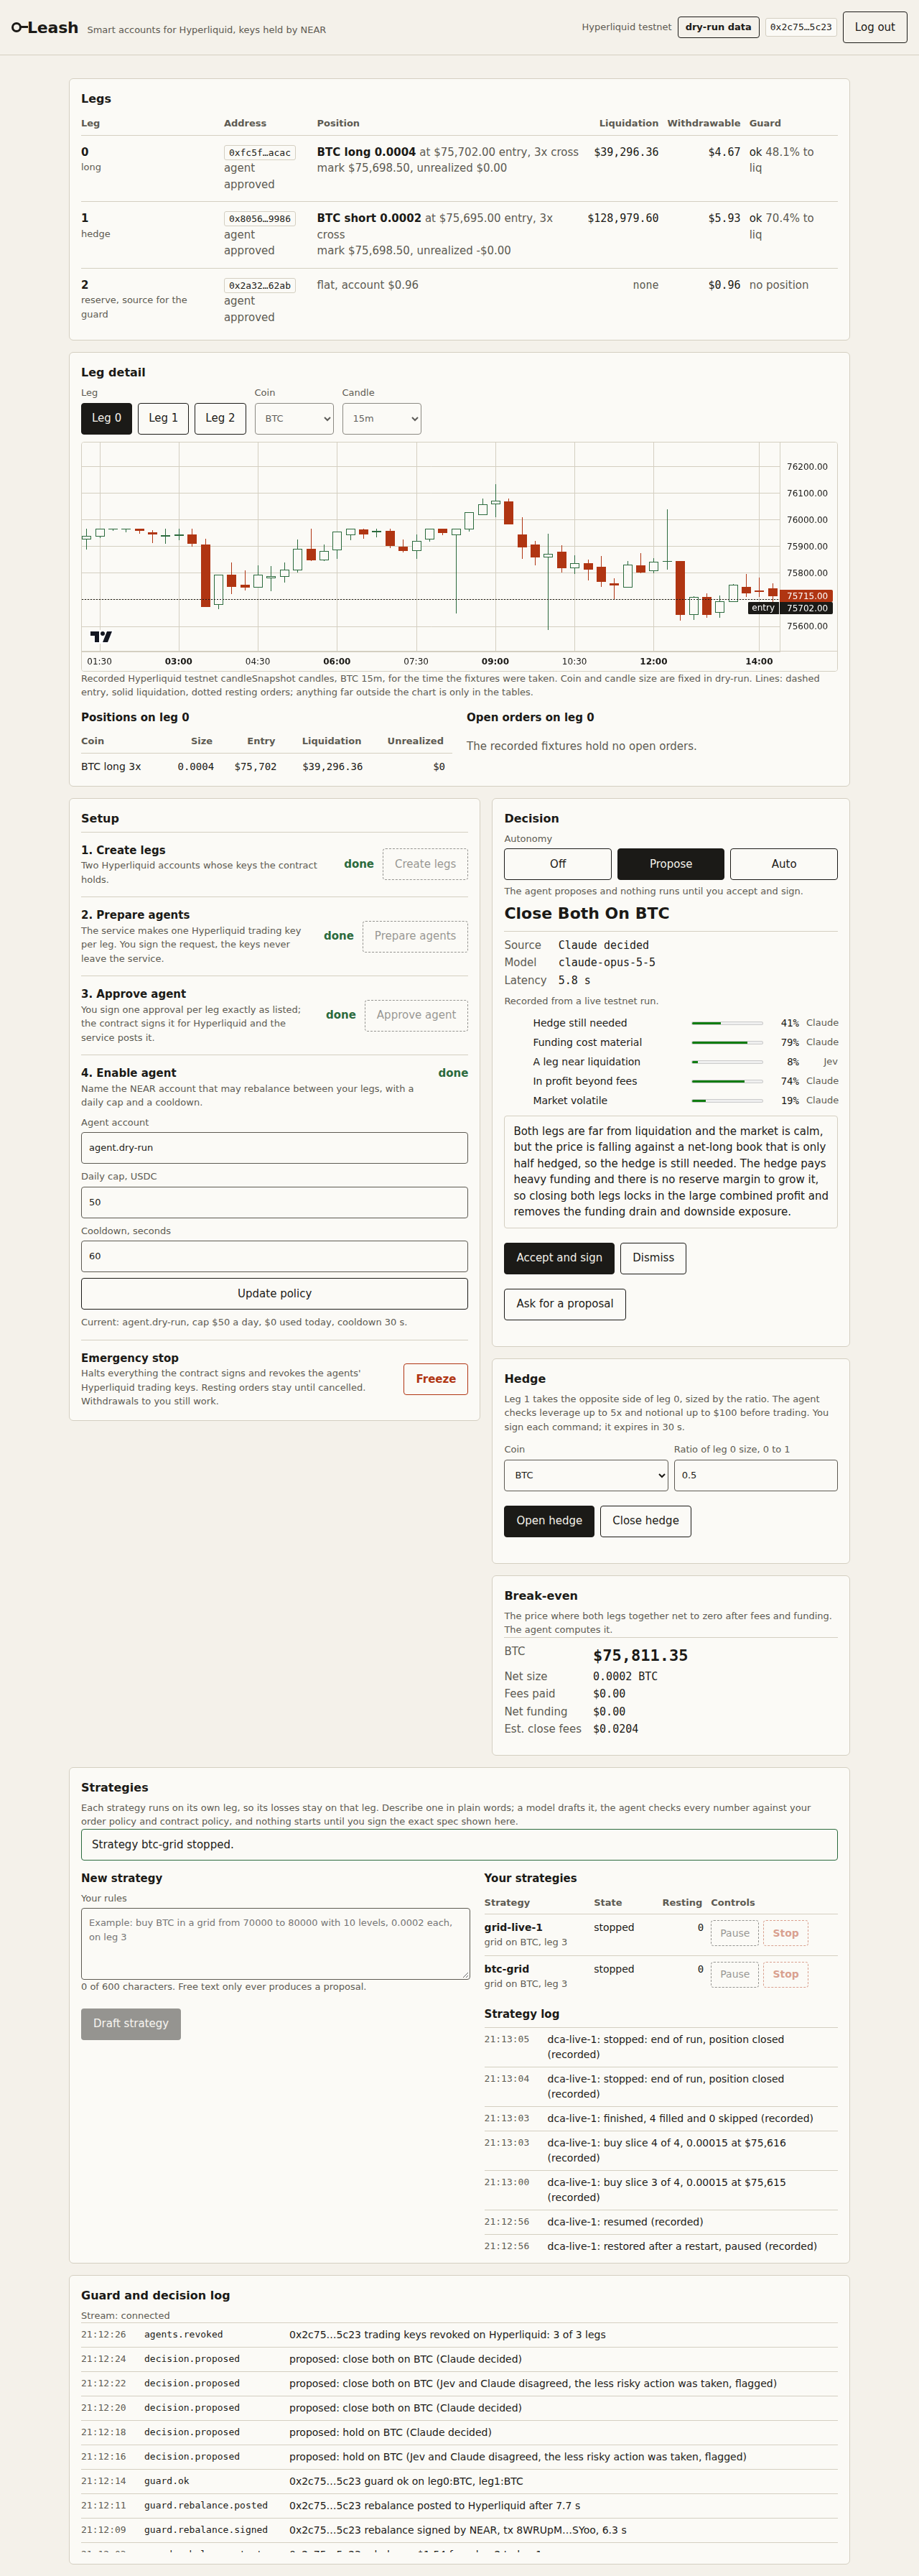 Leash Smart accounts for Hyperliquid, keys held by NEAR Hyperliquid testnet dry-run data 0x2c75…5c23 Log out
Legs
Leg Address Position Liquidation Withdrawable Guard
0 0xfc5f…acac BTC long 0.0004 at $75,702.00 entry, 3x cross $39,296.36 $4.67 ok 48.1% to
long agent mark $75,698.50, unrealized $0.00 liq
approved
1 0x8056…9986 BTC short 0.0002 at $75,695.00 entry, 3x $128,979.60 $5.93 ok 70.4% to
hedge agent cross liq
approved mark $75,698.50, unrealized -$0.00
2 0x2a32…62ab flat, account $0.96 none $0.96 no position
reserve, source for the agent
guard approved
Leg detail
Leg Coin Candle
Leg 0 Leg 1 Leg 2 BTC 15m
76200.00
76100.00
76000.00
75900.00
75800.00
75715.00
entry 75702.00
75600.00
01:30 03:00 04:30 06:00 07:30 09:00 10:30 12:00 14:00
Recorded Hyperliquid testnet candleSnapshot candles, BTC 15m, for the time the fixtures were taken. Coin and candle size are fixed in dry-run. Lines: dashed
entry, solid liquidation, dotted resting orders; anything far outside the chart is only in the tables.
Positions on leg 0
Coin Size Entry Liquidation Unrealized
BTC long 3x 0.0004 $75,702 $39,296.36 $0
Open orders on leg 0
The recorded fixtures hold no open orders.
Setup
1. Create legs
Two Hyperliquid accounts whose keys the contract
holds.
done Create legs
2. Prepare agents
The service makes one Hyperliquid trading key
per leg. You sign the request, the keys never
leave the service.
done Prepare agents
3. Approve agent
You sign one approval per leg exactly as listed;
the contract signs it for Hyperliquid and the
service posts it.
done Approve agent
4. Enable agent
Name the NEAR account that may rebalance between your legs, with a
daily cap and a cooldown.
done
Agent account
agent.dry-run
Daily cap, USDC
50
Cooldown, seconds
60
Update policy
Current: agent.dry-run, cap $50 a day, $0 used today, cooldown 30 s.
Emergency stop
Halts everything the contract signs and revokes the agents'
Hyperliquid trading keys. Resting orders stay until cancelled.
Withdrawals to you still work.
Freeze
Decision
Autonomy
Off Propose Auto
The agent proposes and nothing runs until you accept and sign.
Close Both On BTC
Source Claude decided
Model claude-opus-5-5
Latency 5.8 s
Recorded from a live testnet run.
Hedge still needed 41% Claude
Funding cost material 79% Claude
A leg near liquidation 8% Jev
In profit beyond fees 74% Claude
Market volatile 19% Claude
Both legs are far from liquidation and the market is calm,
but the price is falling against a net-long book that is only
half hedged, so the hedge is still needed. The hedge pays
heavy funding and there is no reserve margin to grow it,
so closing both legs locks in the large combined profit and
removes the funding drain and downside exposure.
Accept and sign Dismiss
Ask for a proposal
Hedge
Leg 1 takes the opposite side of leg 0, sized by the ratio. The agent
checks leverage up to 5x and notional up to $100 before trading. You
sign each command; it expires in 30 s.
Coin Ratio of leg 0 size, 0 to 1
BTC 0.5
Open hedge Close hedge
Break-even
The price where both legs together net to zero after fees and funding.
The agent computes it.
BTC $75,811.35
Net size 0.0002 BTC
Fees paid $0.00
Net funding $0.00
Est. close fees $0.0204
Strategies
Each strategy runs on its own leg, so its losses stay on that leg. Describe one in plain words; a model drafts it, the agent checks every number against your
order policy and contract policy, and nothing starts until you sign the exact spec shown here.
Strategy btc-grid stopped.
New strategy
Your rules
Example: buy BTC in a grid from 70000 to 80000 with 10 levels, 0.0002 each,
on leg 3
0 of 600 characters. Free text only ever produces a proposal.
Draft strategy
Your strategies
Strategy State Resting Controls
grid-live-1 stopped 0 Pause Stop
grid on BTC, leg 3
btc-grid stopped 0 Pause Stop
grid on BTC, leg 3
Strategy log
21:13:05 dca-live-1: stopped: end of run, position closed
(recorded)
21:13:04 dca-live-1: stopped: end of run, position closed
(recorded)
21:13:03 dca-live-1: finished, 4 filled and 0 skipped (recorded)
21:13:03 dca-live-1: buy slice 4 of 4, 0.00015 at $75,616
(recorded)
21:13:00 dca-live-1: buy slice 3 of 4, 0.00015 at $75,615
(recorded)
21:12:56 dca-live-1: resumed (recorded)
21:12:56 dca-live-1: restored after a restart, paused (recorded)
Guard and decision log
Stream: connected
21:12:26 agents.revoked 0x2c75…5c23 trading keys revoked on Hyperliquid: 3 of 3 legs
21:12:24 decision.proposed proposed: close both on BTC (Claude decided)
21:12:22 decision.proposed proposed: close both on BTC (Jev and Claude disagreed, the less risky action was taken, flagged)
21:12:20 decision.proposed proposed: close both on BTC (Claude decided)
21:12:18 decision.proposed proposed: hold on BTC (Claude decided)
21:12:16 decision.proposed proposed: hold on BTC (Jev and Claude disagreed, the less risky action was taken, flagged)
21:12:14 guard.ok 0x2c75…5c23 guard ok on leg0:BTC, leg1:BTC
21:12:11 guard.rebalance.posted 0x2c75…5c23 rebalance posted to Hyperliquid after 7.7 s
21:12:09 guard.rebalance.signed 0x2c75…5c23 rebalance signed by NEAR, tx 8WRUpM…SYoo, 6.3 s